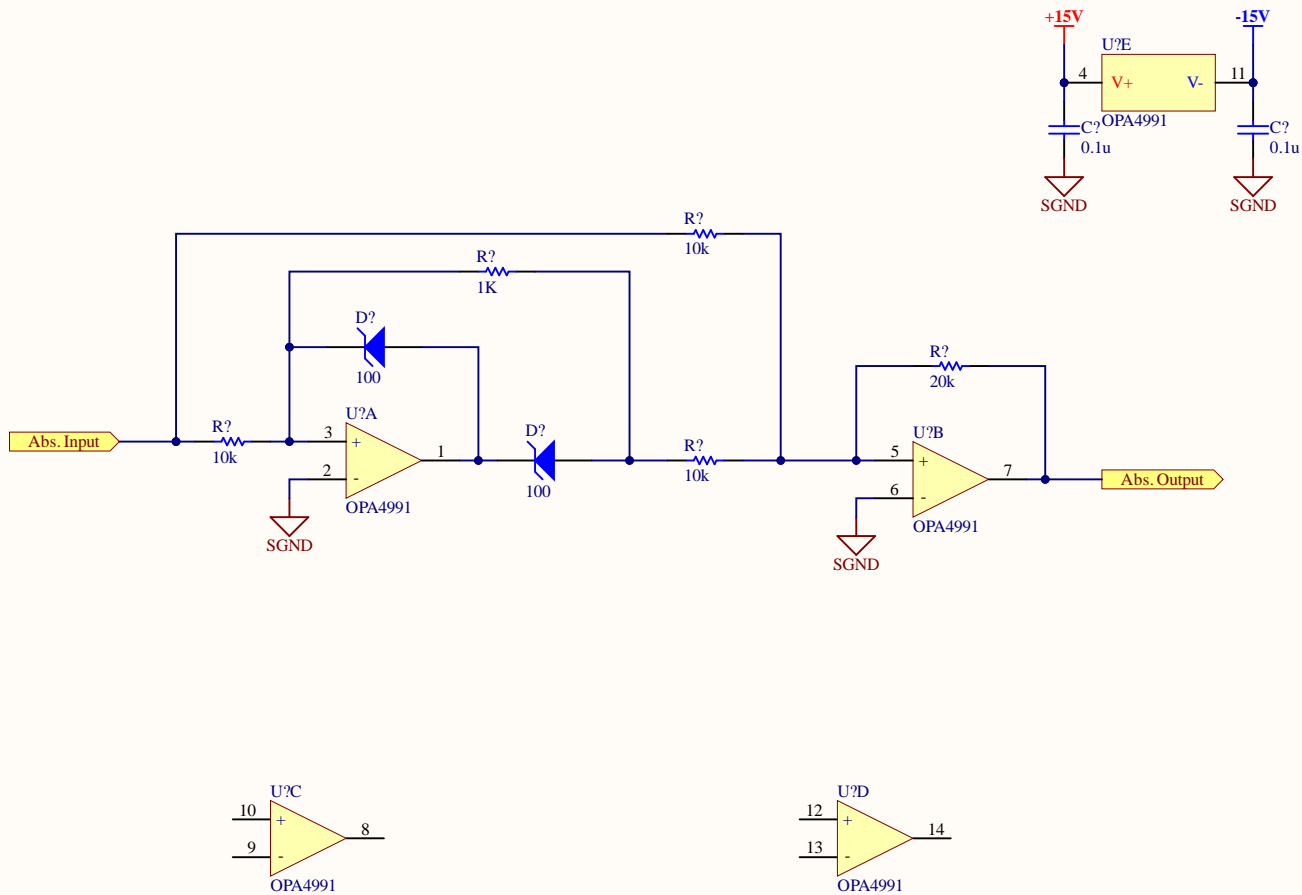 +15V
-15V
U?E
4 V+ V- 11
OPA4991
C?
0.1u
C?
0.1u
SGND
SGND
R?
10k
R?
1K
D?
100
R?
20k
Abs. Input
R?
10k
U?A
3 +
2 -
1
OPA4991
SGND
D?
100
R?
10k
U?B
5 +
6 -
7
OPA4991
SGND
Abs. Output
U?C
10 +
9 -
8
OPA4991
U?D
12 +
13 -
14
OPA4991